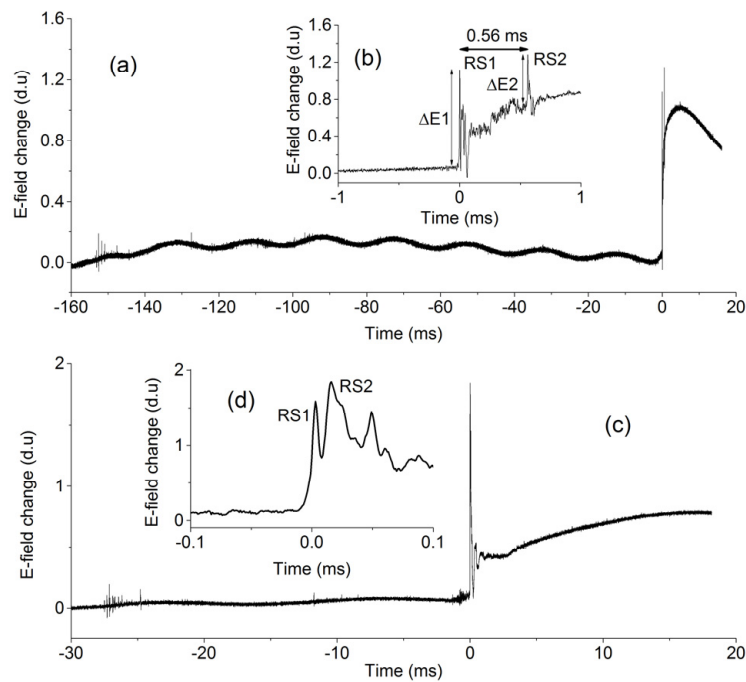 (a)
E-field change (d.u)
1.6
1.2
0.8
0.4
0.0
-160 -140 -120 -100 -80 -60 -40 -20 0 20
Time (ms)
(b)
0.56 ms
RS1
RS2
ΔE1
ΔE2
E-field change (d.u)
1.6
1.2
0.8
0.4
0.0
-1 0 1
Time (ms)
(c)
E-field change (d.u)
2
1
0
-30 -20 -10 0 10 20
Time (ms)
(d)
RS1
RS2
E-field change (d.u)
2
1
0
-0.1 0.0 0.1
Time (ms)